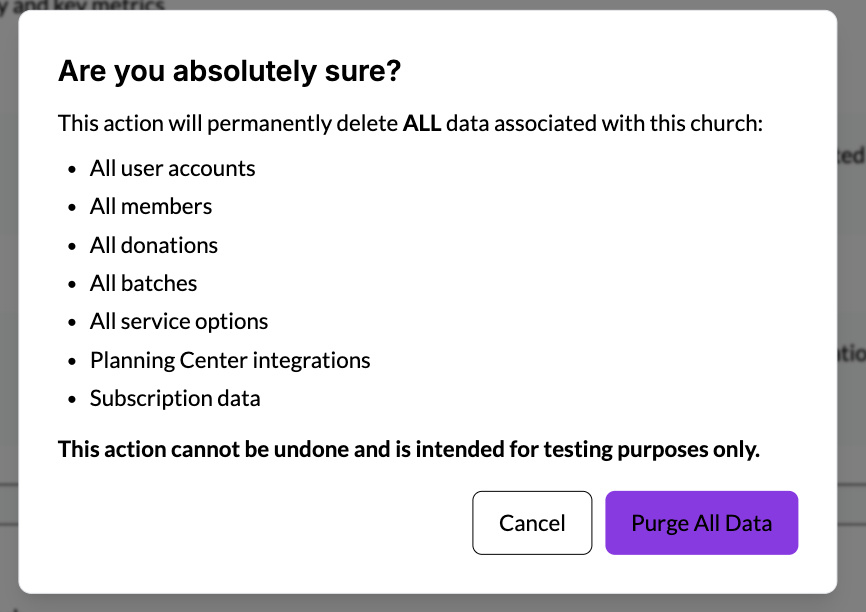 y and key metrics
Are you absolutely sure?
This action will permanently delete ALL data associated with this church:
• All user accounts
• All members
• All donations
• All batches
• All service options
• Planning Center integrations
• Subscription data
This action cannot be undone and is intended for testing purposes only.
Cancel
Purge All Data